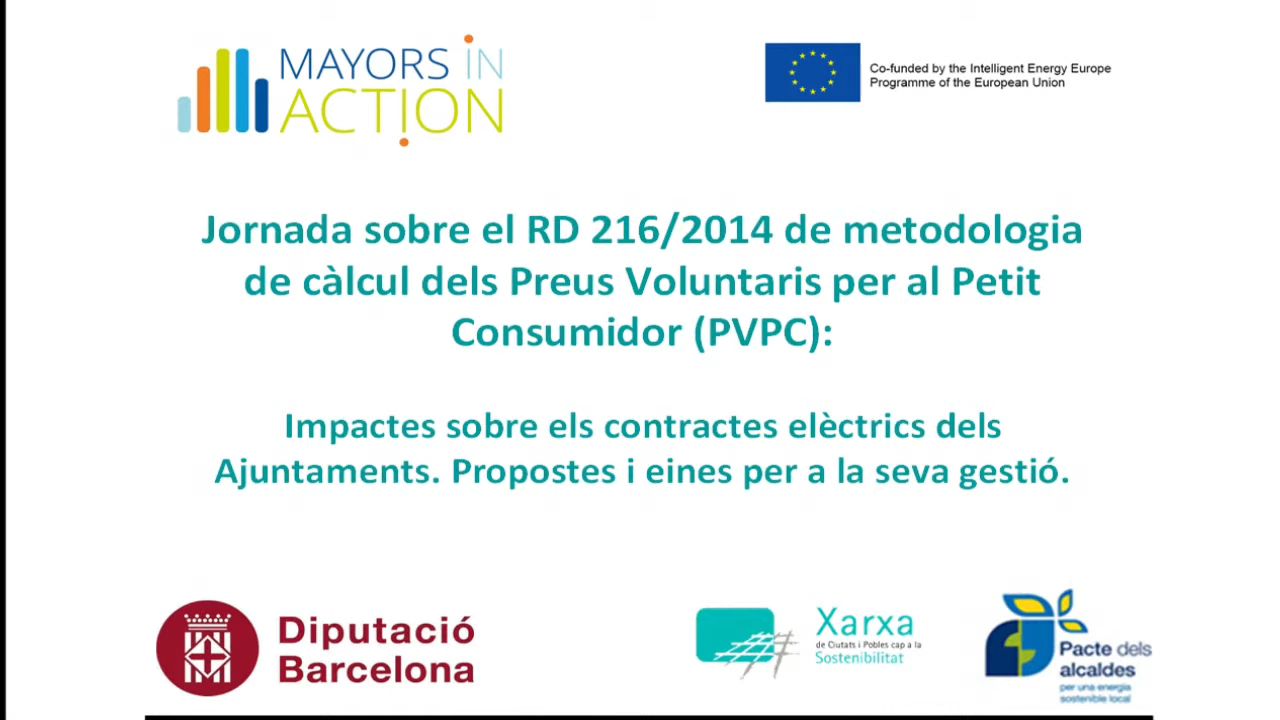 MAYORS IN
ACTION
Co-funded by the Intelligent Energy Europe
Programme of the European Union
Jornada sobre el RD 216/2014 de metodologia
de càlcul dels Preus Voluntaris per al Petit
Consumidor (PVPC):
Impactes sobre els contractes elèctrics dels
Ajuntaments. Propostes i eines per a la seva gestió.
Diputació
Barcelona
Xarxa
de Ciutats i Pobles cap a la
Sostenibilitat
Pacte dels
alcaldes
per una energia
sostenible local